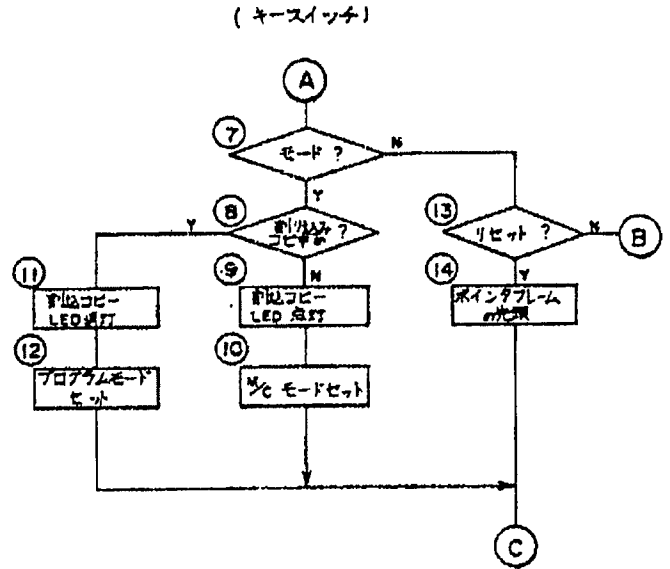 (キースイッチ)
A
7
モード ?
N
Y
8
割り込み
コピー中か ?
Y
N
13
リセット ?
N
B
Y
11
割込コピー
LED 消灯
9
割込コピー
LED 点灯
14
ポインタフレーム
の先頭
12
プログラムモード
セット
10
M/C モードセット
C